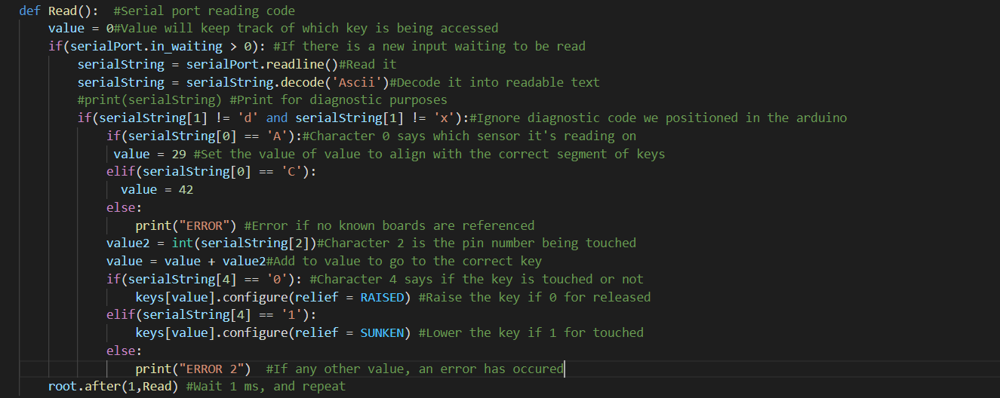 def Read():  #Serial port reading code
    value = 0#Value will keep track of which key is being accessed
    if(serialPort.in_waiting > 0): #If there is a new input waiting to be read
        serialString = serialPort.readline()#Read it
        serialString = serialString.decode('Ascii')#Decode it into readable text
        #print(serialString) #Print for diagnostic purposes
        if(serialString[1] != 'd' and serialString[1] != 'x'):#Ignore diagnostic code we positioned in the arduino
            if(serialString[0] == 'A'):#Character 0 says which sensor it's reading on
             value = 29 #Set the value of value to align with the correct segment of keys
            elif(serialString[0] == 'C'):
              value = 42
            else:
                print("ERROR") #Error if no known boards are referenced
            value2 = int(serialString[2])#Character 2 is the pin number being touched
            value = value + value2#Add to value to go to the correct key
            if(serialString[4] == '0'): #Character 4 says if the key is touched or not
                keys[value].configure(relief = RAISED) #Raise the key if 0 for released
            elif(serialString[4] == '1'):
                keys[value].configure(relief = SUNKEN) #Lower the key if 1 for touched
            else:
                print("ERROR 2")  #If any other value, an error has occured
    root.after(1,Read) #Wait 1 ms, and repeat